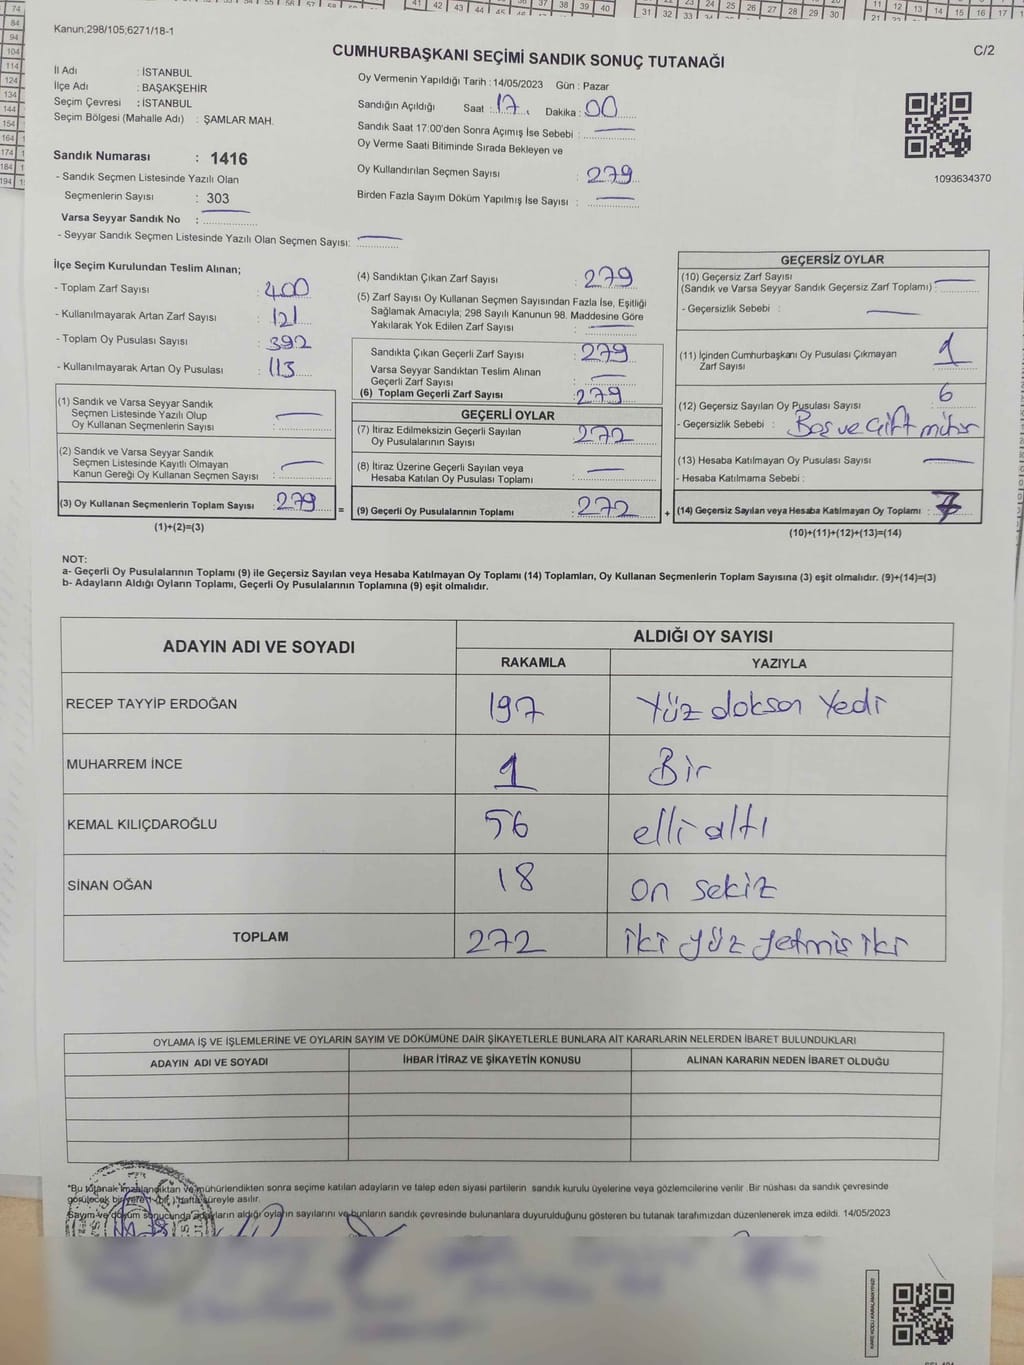 Kanun;298/105;6271/18-1
C/2
CUMHURBAŞKANI SEÇİMİ SANDIK SONUÇ TUTANAĞI
İl Adı : İSTANBUL
İlçe Adı : BAŞAKŞEHİR
Seçim Çevresi : İSTANBUL
Seçim Bölgesi (Mahalle Adı) : ŞAMLAR MAH.
Sandık Numarası : 1416
- Sandık Seçmen Listesinde Yazılı Olan
Seçmenlerin Sayısı : 303
Varsa Seyyar Sandık No :
- Seyyar Sandık Seçmen Listesinde Yazılı Olan Seçmen Sayısı:
Oy Vermenin Yapıldığı Tarih : 14/05/2023 Gün : Pazar
Sandığın Açıldığı Saat : 17 , Dakika : 00
Sandık Saat 17:00'den Sonra Açımış İse Sebebi :
Oy Verme Saati Bitiminde Sırada Bekleyen ve
Oy Kullandırılan Seçmen Sayısı : 279
Birden Fazla Sayım Döküm Yapılmış İse Sayısı :
1093634370
İlçe Seçim Kurulundan Teslim Alınan;
- Toplam Zarf Sayısı : 400
- Kullanılmayarak Artan Zarf Sayısı : 121
- Toplam Oy Pusulası Sayısı : 392
- Kullanılmayarak Artan Oy Pusulası : 113
(1) Sandık ve Varsa Seyyar Sandık
Seçmen Listesinde Yazılı Olup
Oy Kullanan Seçmenlerin Sayısı :
(2) Sandık ve Varsa Seyyar Sandık
Seçmen Listesinde Kayıtlı Olmayan
Kanun Gereği Oy Kullanan Seçmen Sayısı :
(3) Oy Kullanan Seçmenlerin Toplam Sayısı : 279 =
(1)+(2)=(3)
(4) Sandıktan Çıkan Zarf Sayısı : 279
(5) Zarf Sayısı Oy Kullanan Seçmen Sayısından Fazla İse, Eşitliği
Sağlamak Amacıyla; 298 Sayılı Kanunun 98. Maddesine Göre
Yakılarak Yok Edilen Zarf Sayısı :
Sandıkta Çıkan Geçerli Zarf Sayısı : 279
Varsa Seyyar Sandıktan Teslim Alınan
Geçerli Zarf Sayısı :
(6) Toplam Geçerli Zarf Sayısı : 279
GEÇERLİ OYLAR
(7) İtiraz Edilmeksizin Geçerli Sayılan
Oy Pusulalarının Sayısı : 272
(8) İtiraz Üzerine Geçerli Sayılan veya
Hesaba Katılan Oy Pusulası Toplamı :
(9) Geçerli Oy Pusulalarının Toplamı : 272 +
GEÇERSİZ OYLAR
(10) Geçersiz Zarf Sayısı
(Sandık ve Varsa Seyyar Sandık Geçersiz Zarf Toplamı) :
- Geçersizlik Sebebi :
(11) İçinden Cumhurbaşkanı Oy Pusulası Çıkmayan
Zarf Sayısı : 1
(12) Geçersiz Sayılan Oy Pusulası Sayısı : 6
- Geçersizlik Sebebi : Boş ve Çift mühür
(13) Hesaba Katılmayan Oy Pusulası Sayısı :
- Hesaba Katılmama Sebebi :
(14) Geçersiz Sayılan veya Hesaba Katılmayan Oy Toplamı : 7
(10)+(11)+(12)+(13)=(14)
NOT:
a- Geçerli Oy Pusulalarının Toplamı (9) ile Geçersiz Sayılan veya Hesaba Katılmayan Oy Toplamı (14) Toplamları, Oy Kullanan Seçmenlerin Toplam Sayısına (3) eşit olmalıdır. (9)+(14)=(3)
b- Adayların Aldığı Oyların Toplamı, Geçerli Oy Pusulalarının Toplamına (9) eşit olmalıdır.
ADAYIN ADI VE SOYADI
ALDIĞI OY SAYISI
RAKAMLA YAZIYLA
RECEP TAYYİP ERDOĞAN 197 Yüz doksan Yedi
MUHARREM İNCE 1 Bir
KEMAL KILIÇDAROĞLU 56 elli altı
SİNAN OĞAN 18 on sekiz
TOPLAM 272 iki yüz yetmiş iki
OYLAMA İŞ VE İŞLEMLERİNE VE OYLARIN SAYIM VE DÖKÜMÜNE DAİR ŞİKAYETLERLE BUNLARA AİT KARARLARIN NELERDEN İBARET BULUNDUKLARI
ADAYIN ADI VE SOYADI İHBAR İTİRAZ VE ŞİKAYETİN KONUSU ALINAN KARARIN NEDEN İBARET OLDUĞU
*Bu tutanak imzalandıktan ve mühürlendikten sonra seçime katılan adayların ve talep eden siyasi partilerin sandık kurulu üyelerine veya gözlemcilerine verilir .Bir nüshası da sandık çevresinde
görülecek bir yere 1 (bir) hafta süreyle asılır.
Sayım ve döküm sonucunda adayların aldığı oyların sayılarını ve bunların sandık çevresinde bulunanlara duyurulduğunu gösteren bu tutanak tarafımızdan düzenlenerek imza edildi. 14/05/2023